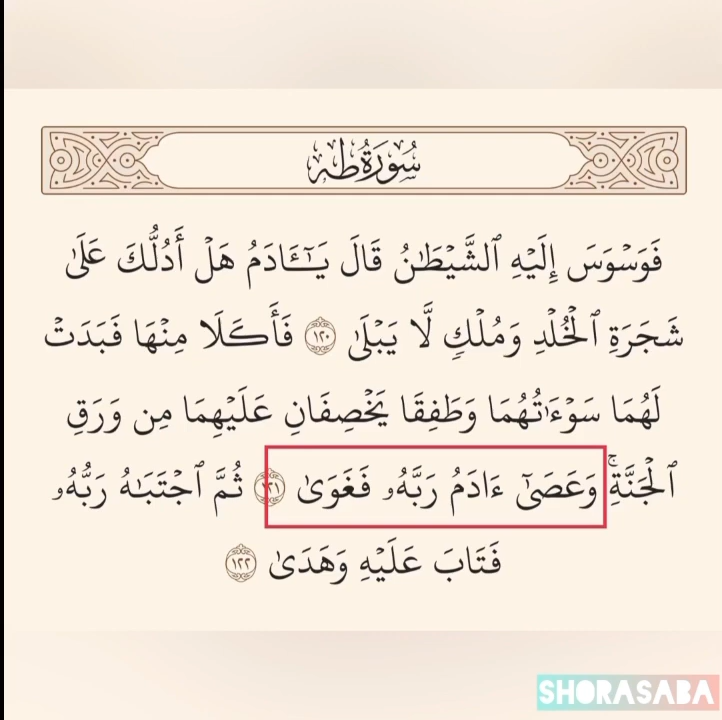 سُورَةُ طه
فَوَسْوَسَ إِلَيْهِ ٱلشَّيْطَٰنُ قَالَ يَٰٓـَٔادَمُ هَلْ أَدُلُّكَ عَلَىٰ
شَجَرَةِ ٱلْخُلْدِ وَمُلْكٍ لَّا يَبْلَىٰ ١٢٠ فَأَكَلَا مِنْهَا فَبَدَتْ
لَهُمَا سَوْءَٰتُهُمَا وَطَفِقَا يَخْصِفَانِ عَلَيْهِمَا مِن وَرَقِ
ٱلْجَنَّةِۚ وَعَصَىٰٓ ءَادَمُ رَبَّهُۥ فَغَوَىٰ ١٢١ ثُمَّ ٱجْتَبَٰهُ رَبُّهُۥ
فَتَابَ عَلَيْهِ وَهَدَىٰ ١٢٢
SHORASABA